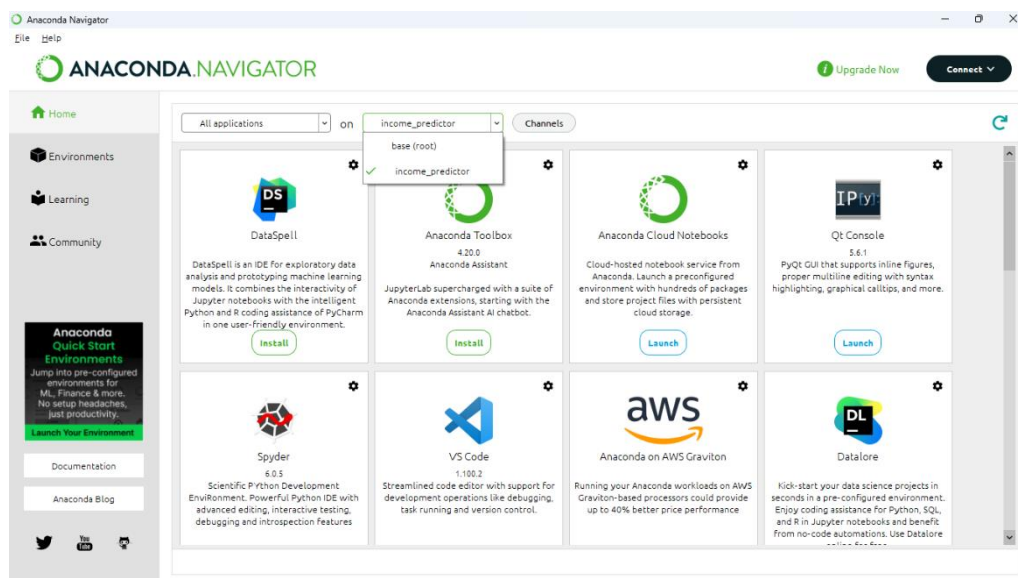 Anaconda Navigator
File Help
ANACONDA.NAVIGATOR
i Upgrade Now
Connect
Home
Environments
Learning
Community
All applications
on
income_predictor
Channels
base (root)
income_predictor
DS
DataSpell
DataSpell is an IDE for exploratory data
analysis and prototyping machine learning
models. It combines the interactivity of
Jupyter notebooks with the intelligent
Python and R coding assistance of PyCharm
in one user-friendly environment.
Install
Anaconda Toolbox
4.20.0
Anaconda Assistant
JupyterLab supercharged with a suite of
Anaconda extensions, starting with the
Anaconda Assistant AI chatbot.
Install
Anaconda Cloud Notebooks
Cloud-hosted notebook service from
Anaconda. Launch a preconfigured
environment with hundreds of packages
and store project files with persistent
cloud storage.
Launch
IP[y]:
Qt Console
5.6.1
PyQt GUI that supports inline figures,
proper multiline editing with syntax
highlighting, graphical calltips, and more.
Launch
Spyder
6.0.5
Scientific PYthon Development
EnviRonment. Powerful Python IDE with
advanced editing, interactive testing,
debugging and introspection features
VS Code
1.100.2
Streamlined code editor with support for
development operations like debugging,
task running and version control.
aws
Anaconda on AWS Graviton
Running your Anaconda workloads on AWS
Graviton-based processors could provide
up to 40% better price performance
DL
Datalore
Kick-start your data science projects in
seconds in a pre-configured environment.
Enjoy coding assistance for Python, SQL,
and R in Jupyter notebooks and benefit
from no-code automations. Use Datalore
online for free.
Anaconda
Quick Start
Environments
Jump into pre-configured
environments for
ML, Finance & more.
No setup headaches,
just productivity.
Launch Your Environment
Documentation
Anaconda Blog
You
Tube